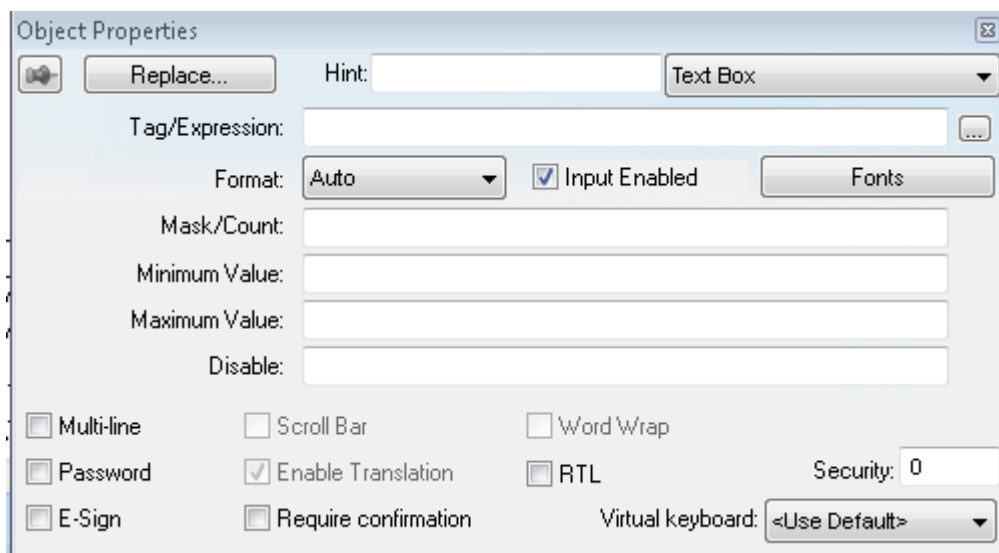 Object Properties
Replace... Hint: Text Box
Tag/Expression: ...
Format: Auto Input Enabled Fonts
Mask/Count:
Minimum Value:
Maximum Value:
Disable:
Multi-line Scroll Bar Word Wrap
Password Enable Translation RTL Security: 0
E-Sign Require confirmation Virtual keyboard: <Use Default>